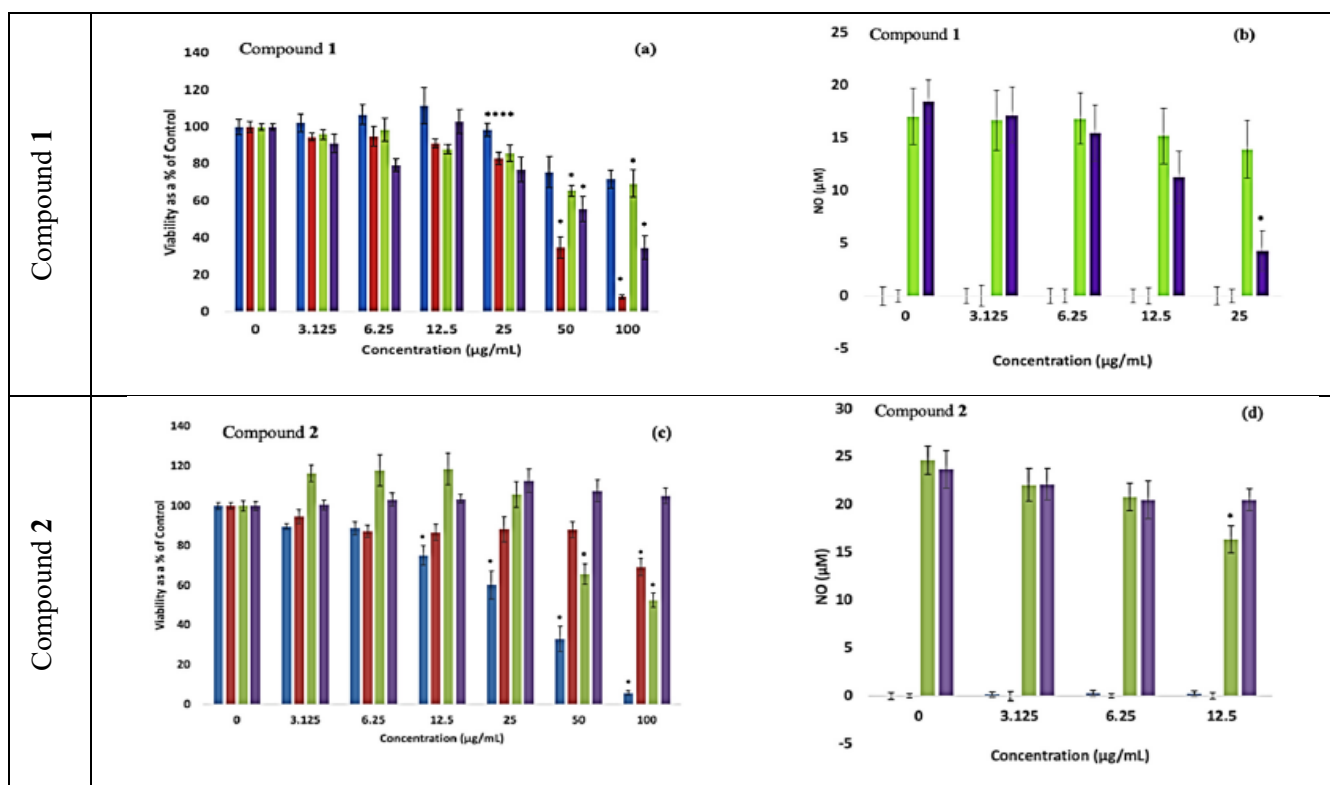 Compound 1
Compound 1
(a)
140
120
100
80
60
40
20
0
Viability as a % of Control
****
*
*
*
*
*
*
0 3.125 6.25 12.5 25 50 100
Concentration (µg/mL)
Compound 1
(b)
25
20
15
10
5
0
-5
NO (µM)
*
0 3.125 6.25 12.5 25
Concentration (µg/mL)
Compound 2
Compound 2
(c)
140
120
100
80
60
40
20
0
Viability as a % of Control
*
*
*
*
*
*
*
0 3.125 6.25 12.5 25 50 100
Concentration (µg/mL)
Compound 2
(d)
30
25
20
15
10
5
0
-5
NO (µM)
*
0 3.125 6.25 12.5
Concentration (µg/mL)